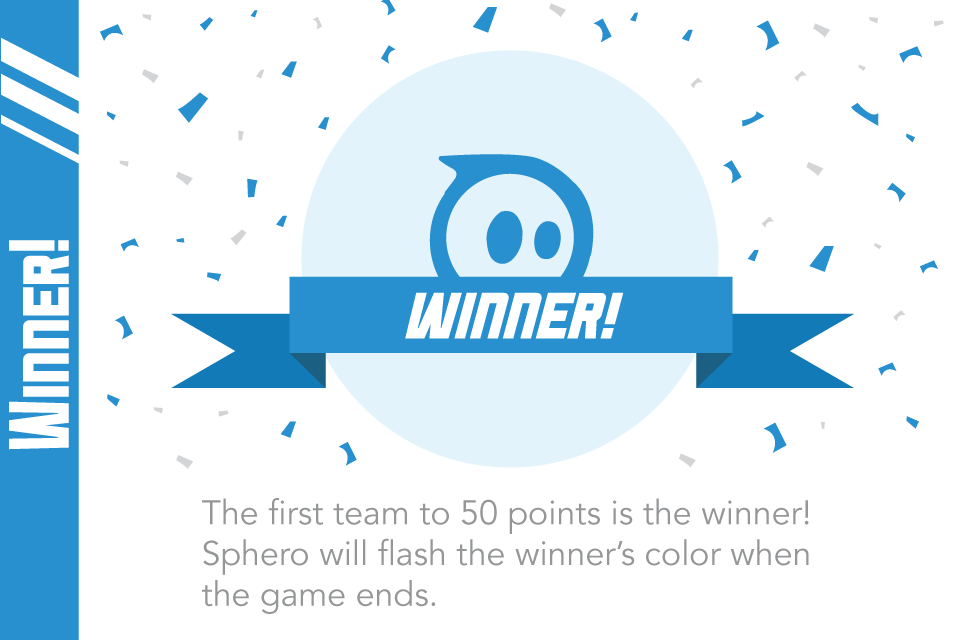 Winner!
WINNER!
The first team to 50 points is the winner!
Sphero will flash the winner’s color when
the game ends.